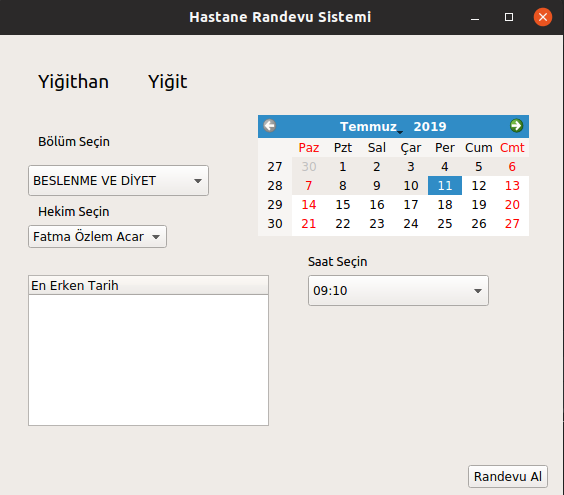 Hastane Randevu Sistemi
Yiğithan Yiğit
Bölüm Seçin
BESLENME VE DİYET
Hekim Seçin
Fatma Özlem Acar
Temmuz 2019
Paz Pzt Sal Çar Per Cum Cmt
27 30 1 2 3 4 5 6
28 7 8 9 10 11 12 13
29 14 15 16 17 18 19 20
30 21 22 23 24 25 26 27
Saat Seçin
09:10
En Erken Tarih
Randevu Al